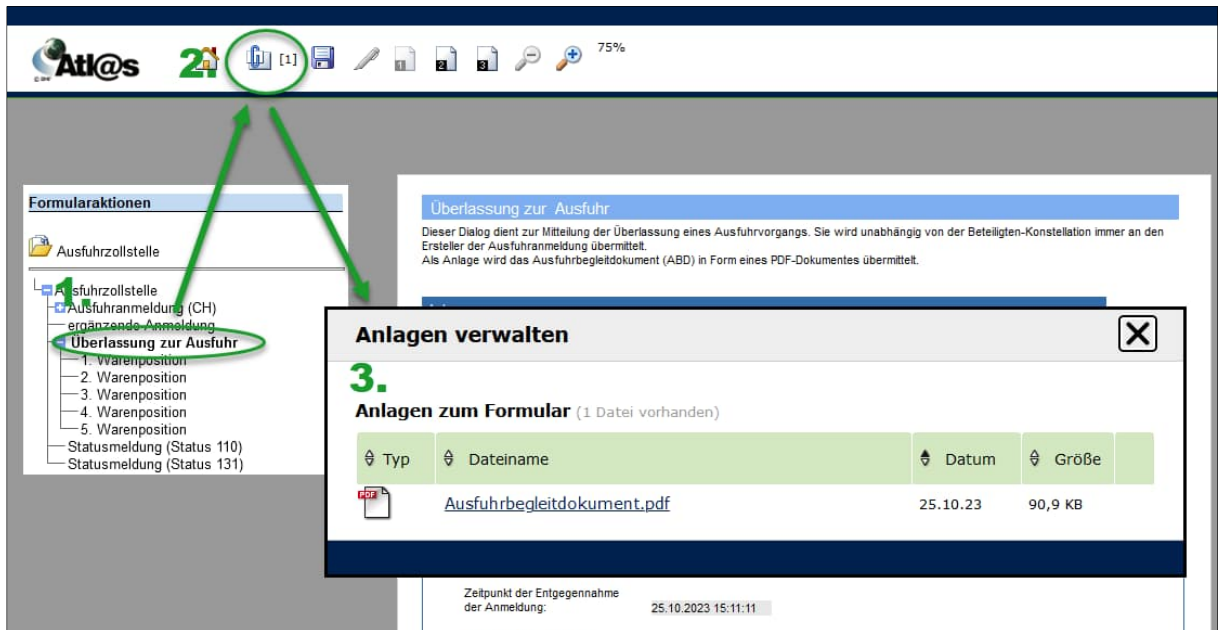 Atl@s
2.
[1]
1
2
3
75%
Formularaktionen
Ausfuhrzollstelle
Ausfuhrzollstelle
1.
Ausfuhranmeldung (CH)
ergänzende Anmeldung
Überlassung zur Ausfuhr
1. Warenposition
2. Warenposition
3. Warenposition
4. Warenposition
5. Warenposition
Statusmeldung (Status 110)
Statusmeldung (Status 131)
Überlassung zur Ausfuhr
Dieser Dialog dient zur Mitteilung der Überlassung eines Ausfuhrvorgangs. Sie wird unabhängig von der Beteiligten-Konstellation immer an den
Ersteller der Ausfuhranmeldung übermittelt.
Als Anlage wird das Ausfuhrbegleitdokument (ABD) in Form eines PDF-Dokumentes übermittelt.
Anlagen verwalten
3.
Anlagen zum Formular (1 Datei vorhanden)
Typ Dateiname Datum Größe
PDF Ausfuhrbegleitdokument.pdf 25.10.23 90,9 KB
Zeitpunkt der Entgegennahme
der Anmeldung: 25.10.2023 15:11:11